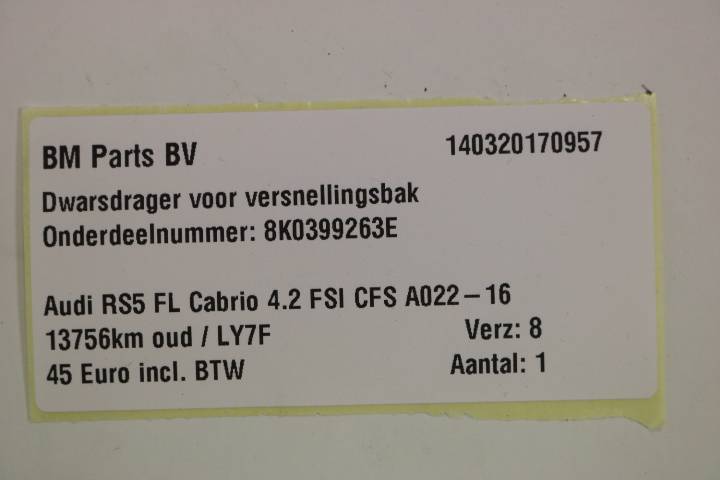 BM Parts BV 140320170957
Dwarsdrager voor versnellingsbak
Onderdeelnummer: 8K0399263E
Audi RS5 FL Cabrio 4.2 FSI CFS A022-16
13756km oud / LY7F Verz: 8
45 Euro incl. BTW Aantal: 1